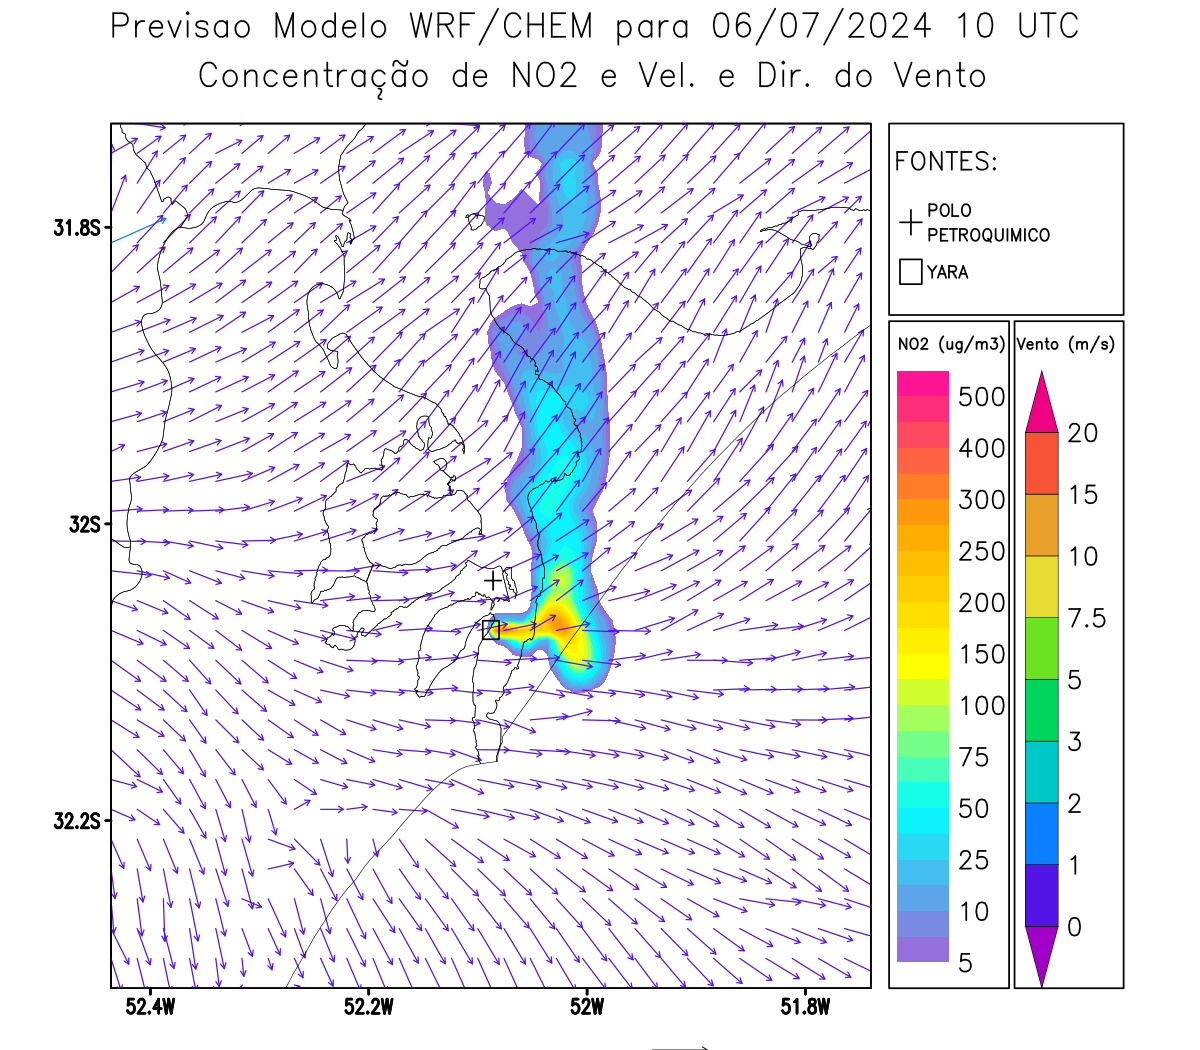 Previsao Modelo WRF/CHEM para 06/07/2024 10 UTC
Concentração de NO2 e Vel. e Dir. do Vento
FONTES:
POLO
PETROQUIMICO
YARA
NO2 (ug/m3)
500
400
300
250
200
150
100
75
50
25
10
5
Vento (m/s)
20
15
10
7.5
5
3
2
1
0
31.8S
32S
32.2S
52.4W
52.2W
52W
51.8W